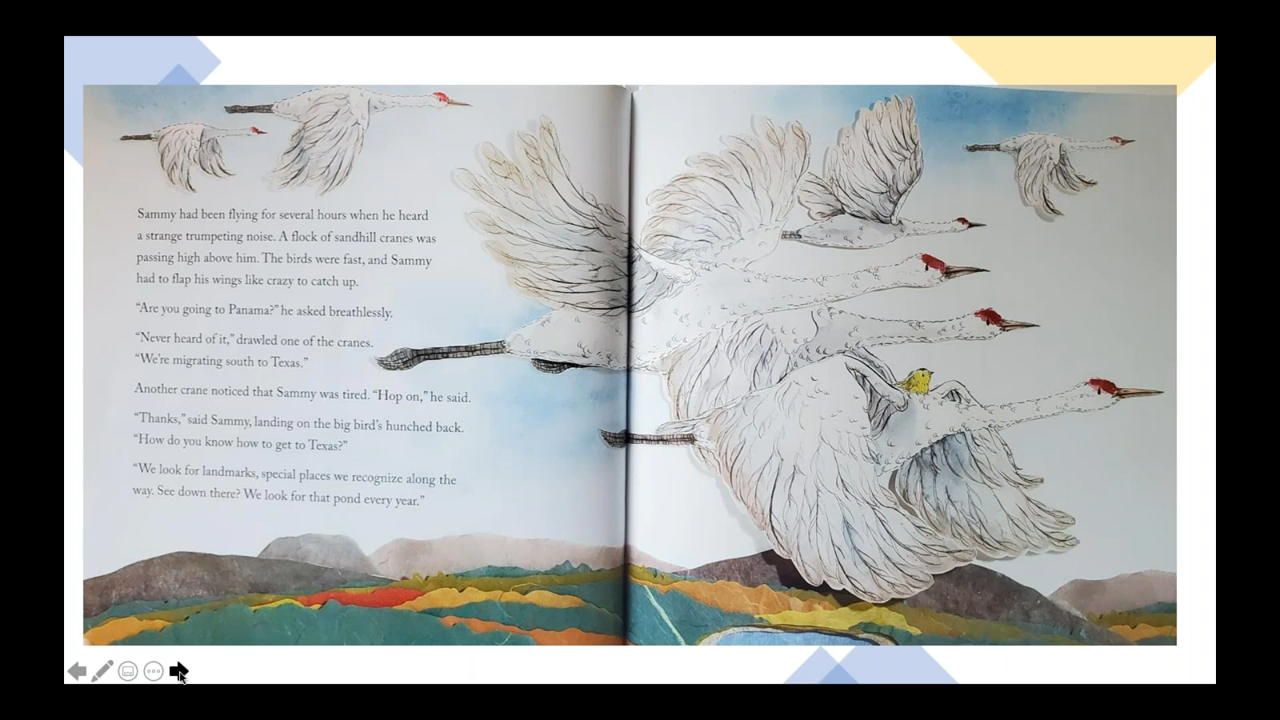 Sammy had been flying for several hours when he heard
a strange trumpeting noise. A flock of sandhill cranes was
passing high above him. The birds were fast, and Sammy
had to flap his wings like crazy to catch up.
“Are you going to Panama?” he asked breathlessly.
“Never heard of it,” drawled one of the cranes.
“We’re migrating south to Texas.”
Another crane noticed that Sammy was tired. “Hop on,” he said.
“Thanks,” said Sammy, landing on the big bird’s hunched back.
“How do you know how to get to Texas?”
“We look for landmarks, special places we recognize along the
way. See down there? We look for that pond every year.”